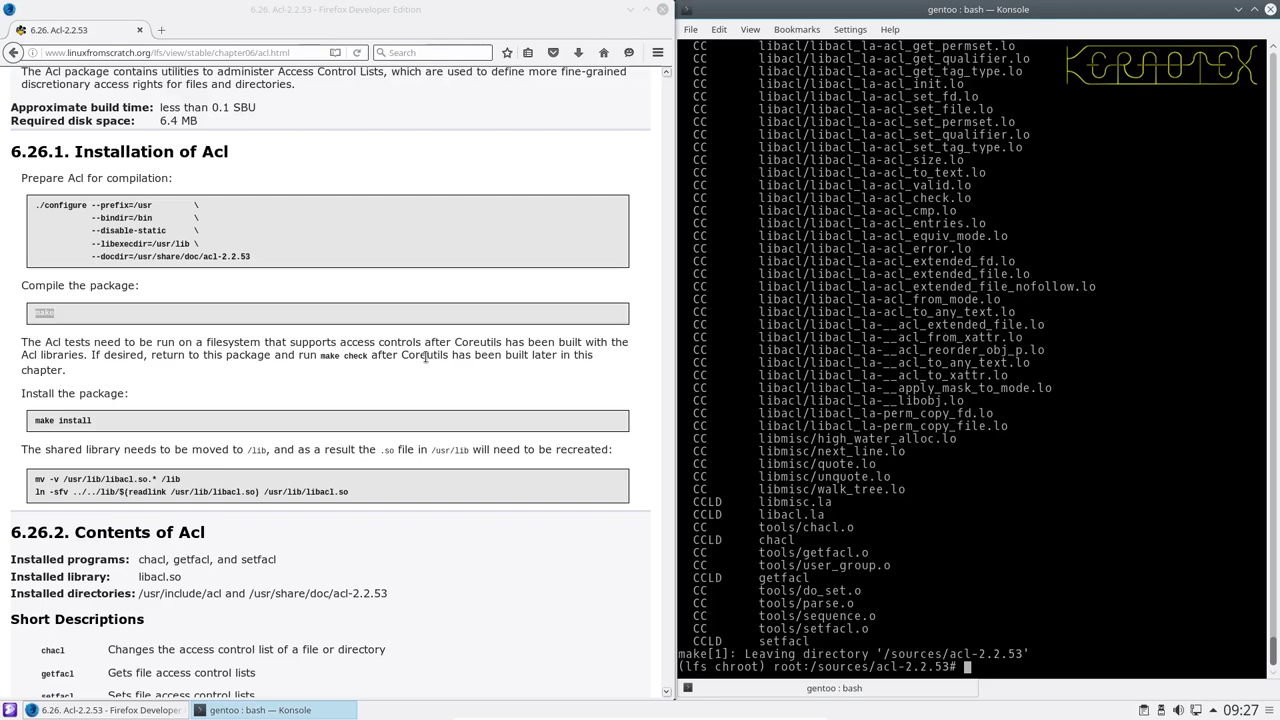 6.26. Acl-2.2.53 - Firefox Developer Edition
6.26. Acl-2.2.53
www.linuxfromscratch.org/lfs/view/stable/chapter06/acl.html
Search
The Acl package contains utilities to administer Access Control Lists, which are used to define more fine-grained
discretionary access rights for files and directories.
Approximate build time: less than 0.1 SBU
Required disk space: 6.4 MB
6.26.1. Installation of Acl
Prepare Acl for compilation:
./configure --prefix=/usr \
--bindir=/bin \
--disable-static \
--libexecdir=/usr/lib \
--docdir=/usr/share/doc/acl-2.2.53
Compile the package:
make
The Acl tests need to be run on a filesystem that supports access controls after Coreutils has been built with the
Acl libraries. If desired, return to this package and run make check after Coreutils has been built later in this
chapter.
Install the package:
make install
The shared library needs to be moved to /lib, and as a result the .so file in /usr/lib will need to be recreated:
mv -v /usr/lib/libacl.so.* /lib
ln -sfv ../../lib/$(readlink /usr/lib/libacl.so) /usr/lib/libacl.so
6.26.2. Contents of Acl
Installed programs: chacl, getfacl, and setfacl
Installed library: libacl.so
Installed directories: /usr/include/acl and /usr/share/doc/acl-2.2.53
Short Descriptions
chacl Changes the access control list of a file or directory
getfacl Gets file access control lists
setfacl Sets file access control lists
gentoo : bash — Konsole
File Edit View Bookmarks Settings Help
KERAOTEX
CC libacl/libacl_la-acl_get_permset.lo
CC libacl/libacl_la-acl_get_qualifier.lo
CC libacl/libacl_la-acl_get_tag_type.lo
CC libacl/libacl_la-acl_init.lo
CC libacl/libacl_la-acl_set_fd.lo
CC libacl/libacl_la-acl_set_file.lo
CC libacl/libacl_la-acl_set_permset.lo
CC libacl/libacl_la-acl_set_qualifier.lo
CC libacl/libacl_la-acl_set_tag_type.lo
CC libacl/libacl_la-acl_size.lo
CC libacl/libacl_la-acl_to_text.lo
CC libacl/libacl_la-acl_valid.lo
CC libacl/libacl_la-acl_check.lo
CC libacl/libacl_la-acl_cmp.lo
CC libacl/libacl_la-acl_entries.lo
CC libacl/libacl_la-acl_equiv_mode.lo
CC libacl/libacl_la-acl_error.lo
CC libacl/libacl_la-acl_extended_fd.lo
CC libacl/libacl_la-acl_extended_file.lo
CC libacl/libacl_la-acl_extended_file_nofollow.lo
CC libacl/libacl_la-acl_from_mode.lo
CC libacl/libacl_la-acl_to_any_text.lo
CC libacl/libacl_la-__acl_extended_file.lo
CC libacl/libacl_la-__acl_from_xattr.lo
CC libacl/libacl_la-__acl_reorder_obj_p.lo
CC libacl/libacl_la-__acl_to_any_text.lo
CC libacl/libacl_la-__acl_to_xattr.lo
CC libacl/libacl_la-__apply_mask_to_mode.lo
CC libacl/libacl_la-__libobj.lo
CC libacl/libacl_la-perm_copy_fd.lo
CC libacl/libacl_la-perm_copy_file.lo
CC libmisc/high_water_alloc.lo
CC libmisc/next_line.lo
CC libmisc/quote.lo
CC libmisc/unquote.lo
CC libmisc/walk_tree.lo
CCLD libmisc.la
CCLD libacl.la
CC tools/chacl.o
CCLD chacl
CC tools/getfacl.o
CC tools/user_group.o
CCLD getfacl
CC tools/do_set.o
CC tools/parse.o
CC tools/sequence.o
CC tools/setfacl.o
CCLD setfacl
make[1]: Leaving directory '/sources/acl-2.2.53'
(lfs chroot) root:/sources/acl-2.2.53#
gentoo : bash
6.26. Acl-2.2.53 - Firefox Developer
gentoo : bash — Konsole
09:27